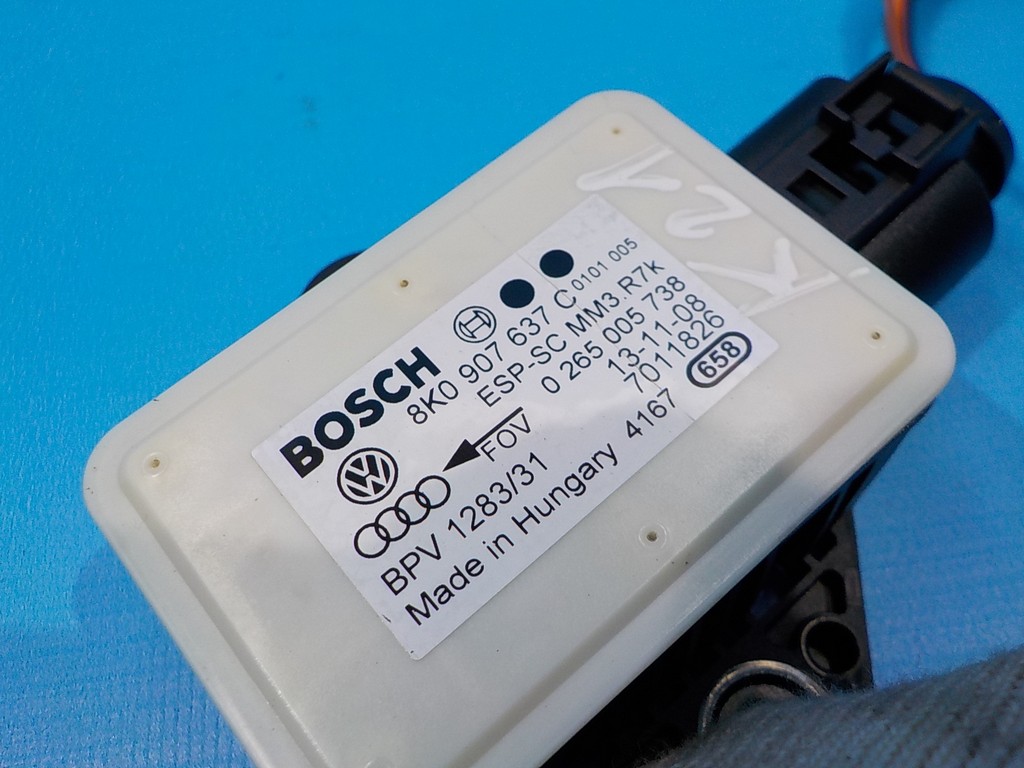 BOSCH
8K0 907 637 C 0101 005
ESP-SC MM3.R7k
0 265 005 738
13-11-08
FOV 7011826
658
BPV 1283/31
Made in Hungary 4167